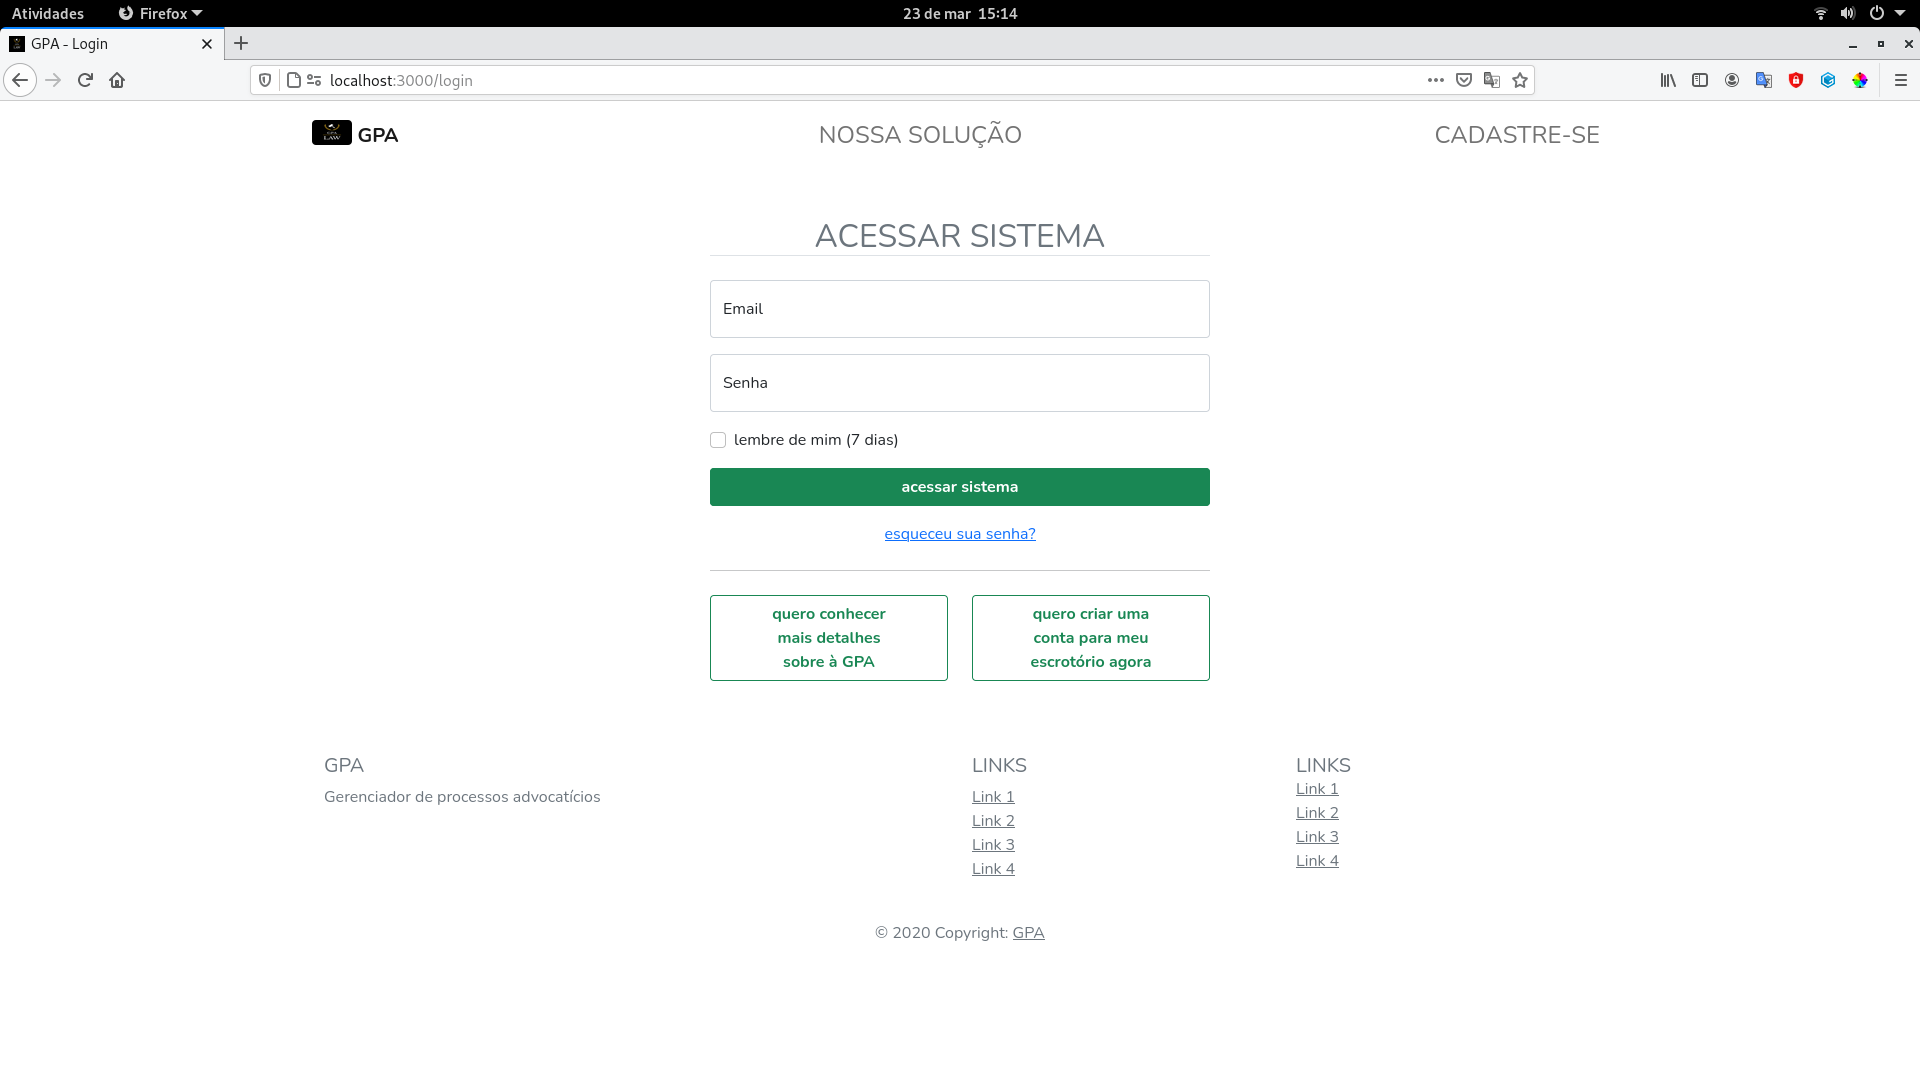 Atividades
Firefox
23 de mar 15:14
GPA - Login
localhost:3000/login
GPA
NOSSA SOLUÇÃO
CADASTRE-SE
ACESSAR SISTEMA
Email
Senha
lembre de mim (7 dias)
acessar sistema
esqueceu sua senha?
quero conhecer
mais detalhes
sobre à GPA
quero criar uma
conta para meu
escrotório agora
GPA
Gerenciador de processos advocatícios
LINKS
Link 1
Link 2
Link 3
Link 4
LINKS
Link 1
Link 2
Link 3
Link 4
© 2020 Copyright: GPA